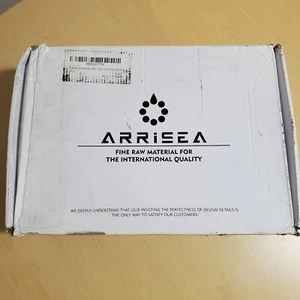 ARRiSEA
FINE RAW MATERIAL FOR
THE INTERNATIONAL QUALITY
WE DEEPLY UNDERSTAND THAT OUR INSISTING THE PERFECTNESS OF DESIGN DETAILS IS
THE ONLY WAY TO SATISFY OUR CUSTOMERS